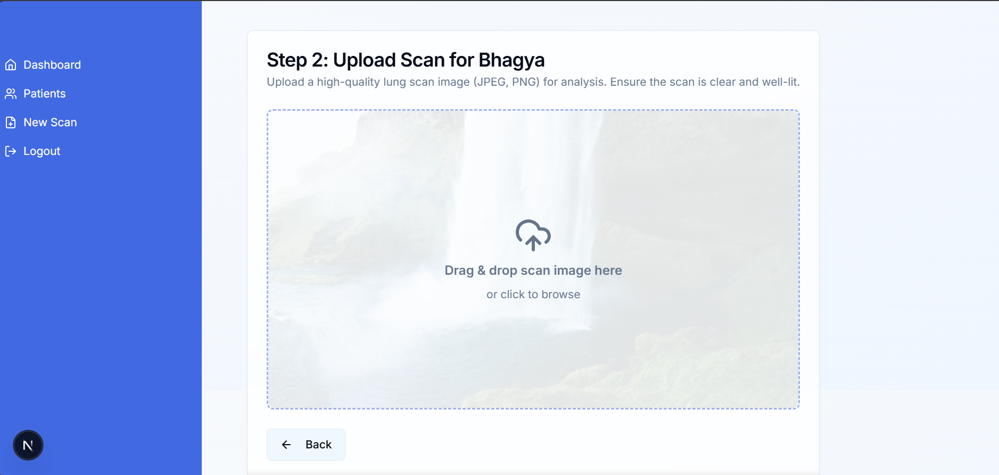 Dashboard
Patients
New Scan
Logout
Step 2: Upload Scan for Bhagya
Upload a high-quality lung scan image (JPEG, PNG) for analysis. Ensure the scan is clear and well-lit.
Drag & drop scan image here
or click to browse
Back
N